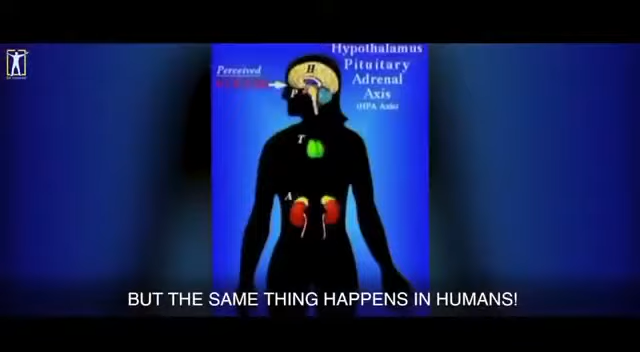 Hypothalamus
Pituitary
Adrenal
Axis
(HPA Axis)
Perceived
H
P
T
A
BUT THE SAME THING HAPPENS IN HUMANS!